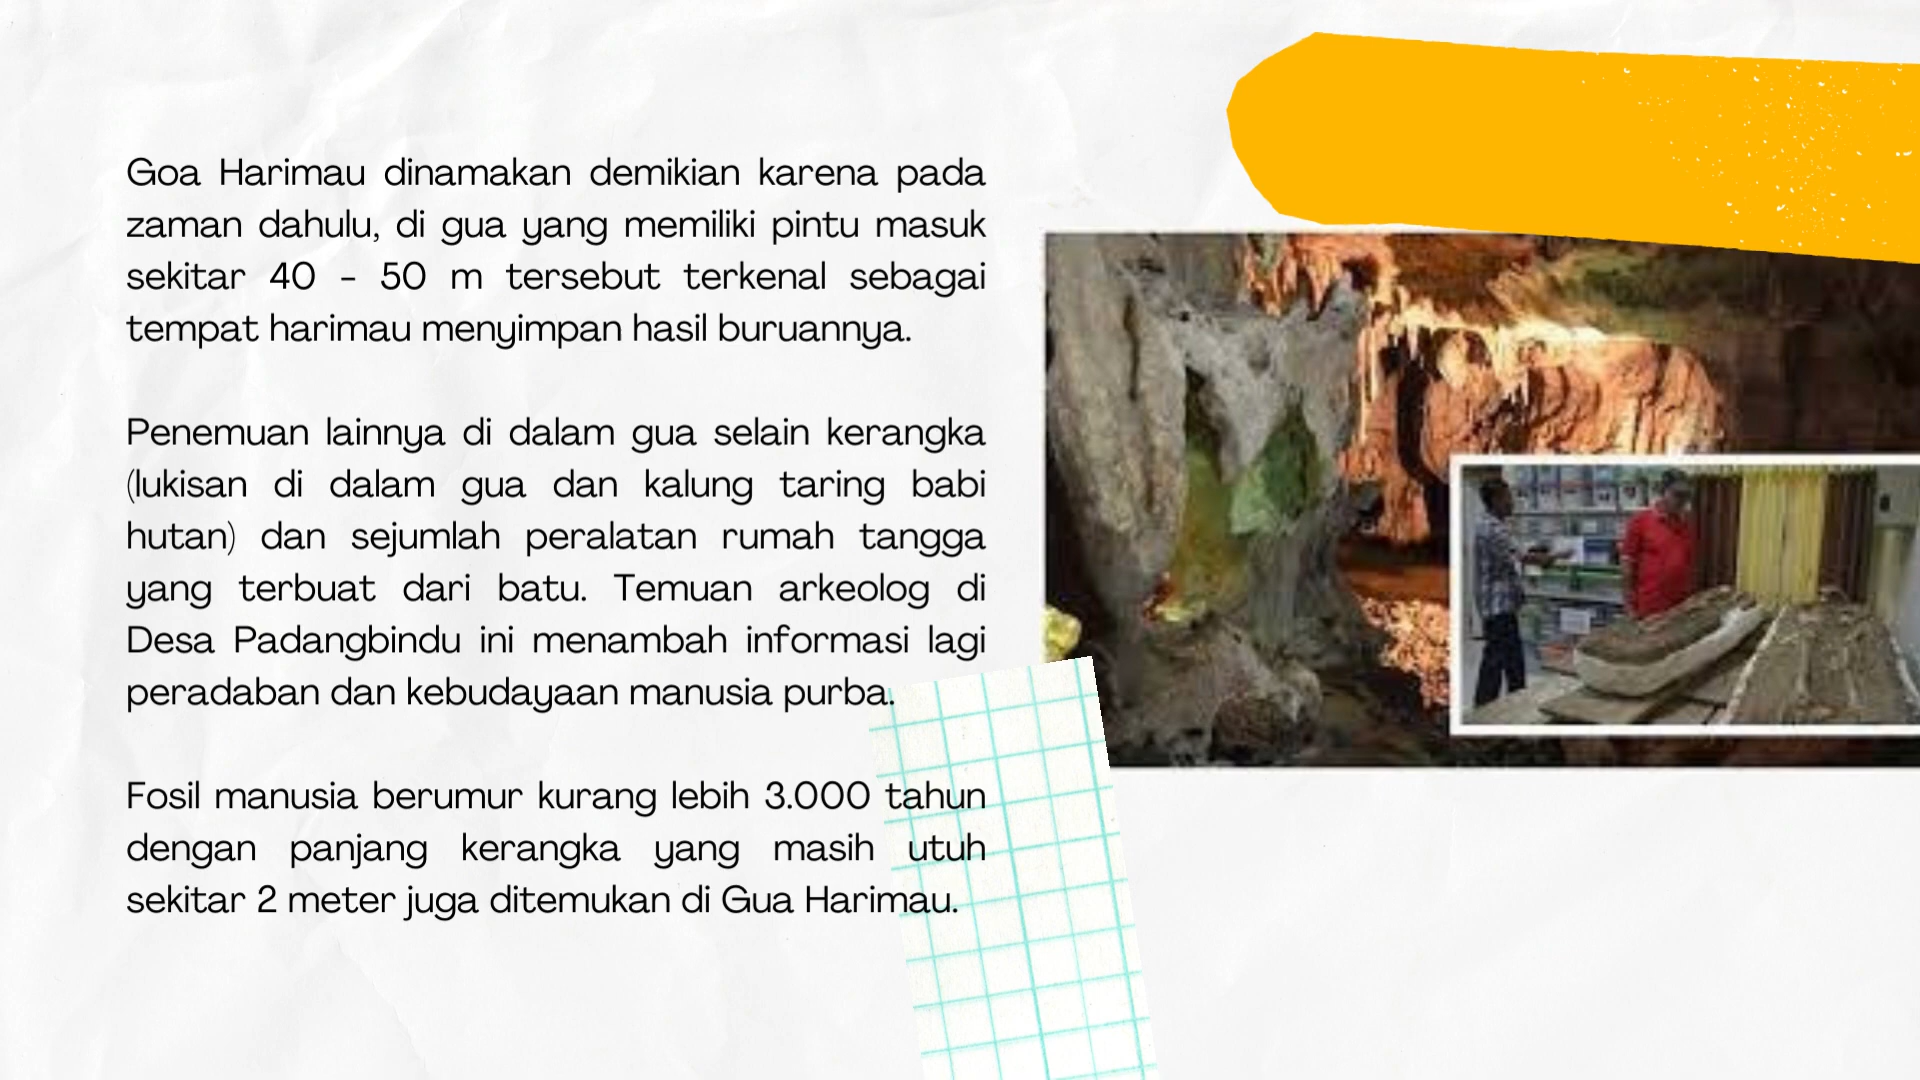 Goa Harimau dinamakan demikian karena pada
zaman dahulu, di gua yang memiliki pintu masuk
sekitar 40 - 50 m tersebut terkenal sebagai
tempat harimau menyimpan hasil buruannya.
Penemuan lainnya di dalam gua selain kerangka
(lukisan di dalam gua dan kalung taring babi
hutan) dan sejumlah peralatan rumah tangga
yang terbuat dari batu. Temuan arkeolog di
Desa Padangbindu ini menambah informasi lagi
peradaban dan kebudayaan manusia purba.
Fosil manusia berumur kurang lebih 3.000 tahun
dengan panjang kerangka yang masih utuh
sekitar 2 meter juga ditemukan di Gua Harimau.